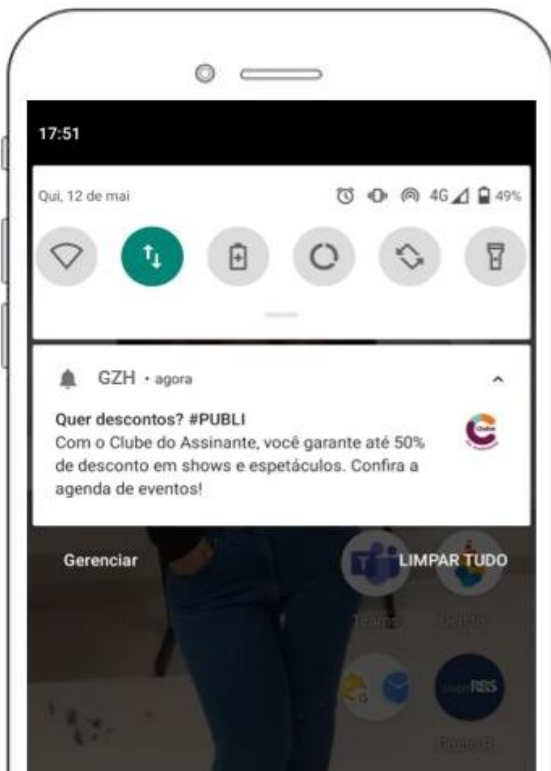 17:51
Qui, 12 de mai
4G 49%
GZH • agora
Quer descontos? #PUBLI
Com o Clube do Assinante, você garante até 50%
de desconto em shows e espetáculos. Confira a
agenda de eventos!
Clube
Gerenciar
LIMPAR TUDO
Teams
RBS